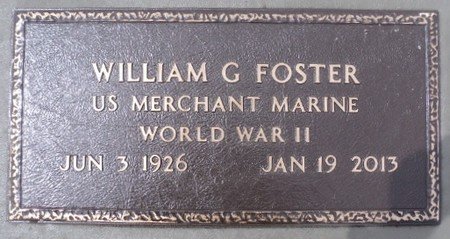 WILLIAM G FOSTER
US MERCHANT MARINE
WORLD WAR II
JUN 3 1926 JAN 19 2013